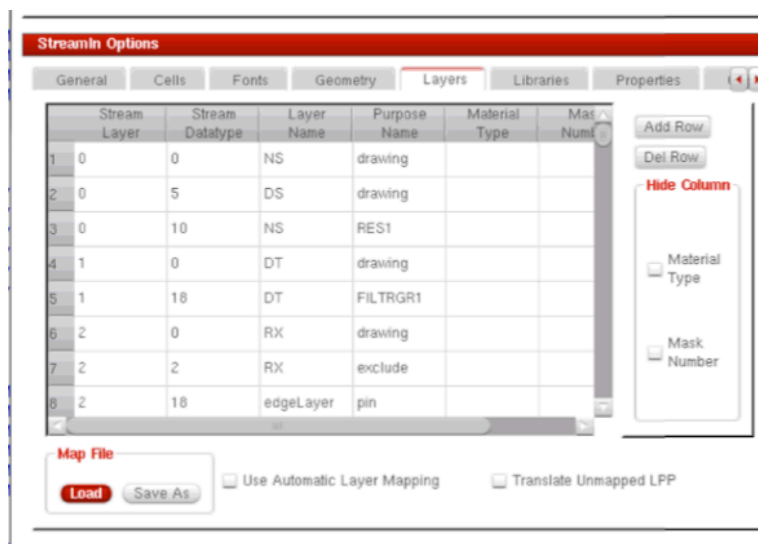 StreamIn Options
General Cells Fonts Geometry Layers Libraries Properties
Stream Layer Stream Datatype Layer Name Purpose Name Material Type
1 0 0 NS drawing
2 0 5 DS drawing
3 0 10 NS RES1
4 1 0 DT drawing
5 1 18 DT FILTRGR1
6 2 0 RX drawing
7 2 2 RX exclude
8 2 18 edgeLayer pin
Add Row
Del Row
Hide Column
Material
Type
Mask
Number
Map File
Load Save As
Use Automatic Layer Mapping
Translate Unmapped LPP